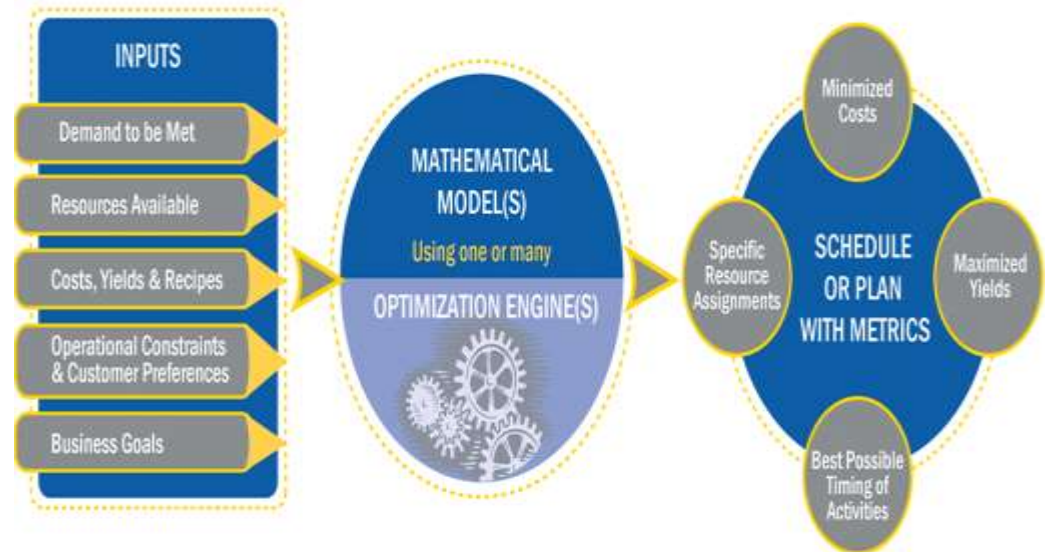 INPUTS
Demand to be Met
Resources Available
Costs, Yields & Recipes
Operational Constraints
& Customer Preferences
Business Goals
MATHEMATICAL
MODEL(S)
Using one or many
OPTIMIZATION ENGINE(S)
Minimized
Costs
Specific
Resource
Assignments
SCHEDULE
OR PLAN
WITH METRICS
Maximized
Yields
Best Possible
Timing of
Activities